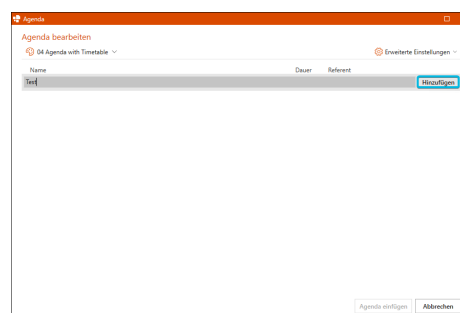 Agenda
Agenda bearbeiten
04 Agenda with Timetable
Erweiterte Einstellungen
Name Dauer Referent
Test Hinzufügen
Agenda einfügen Abbrechen